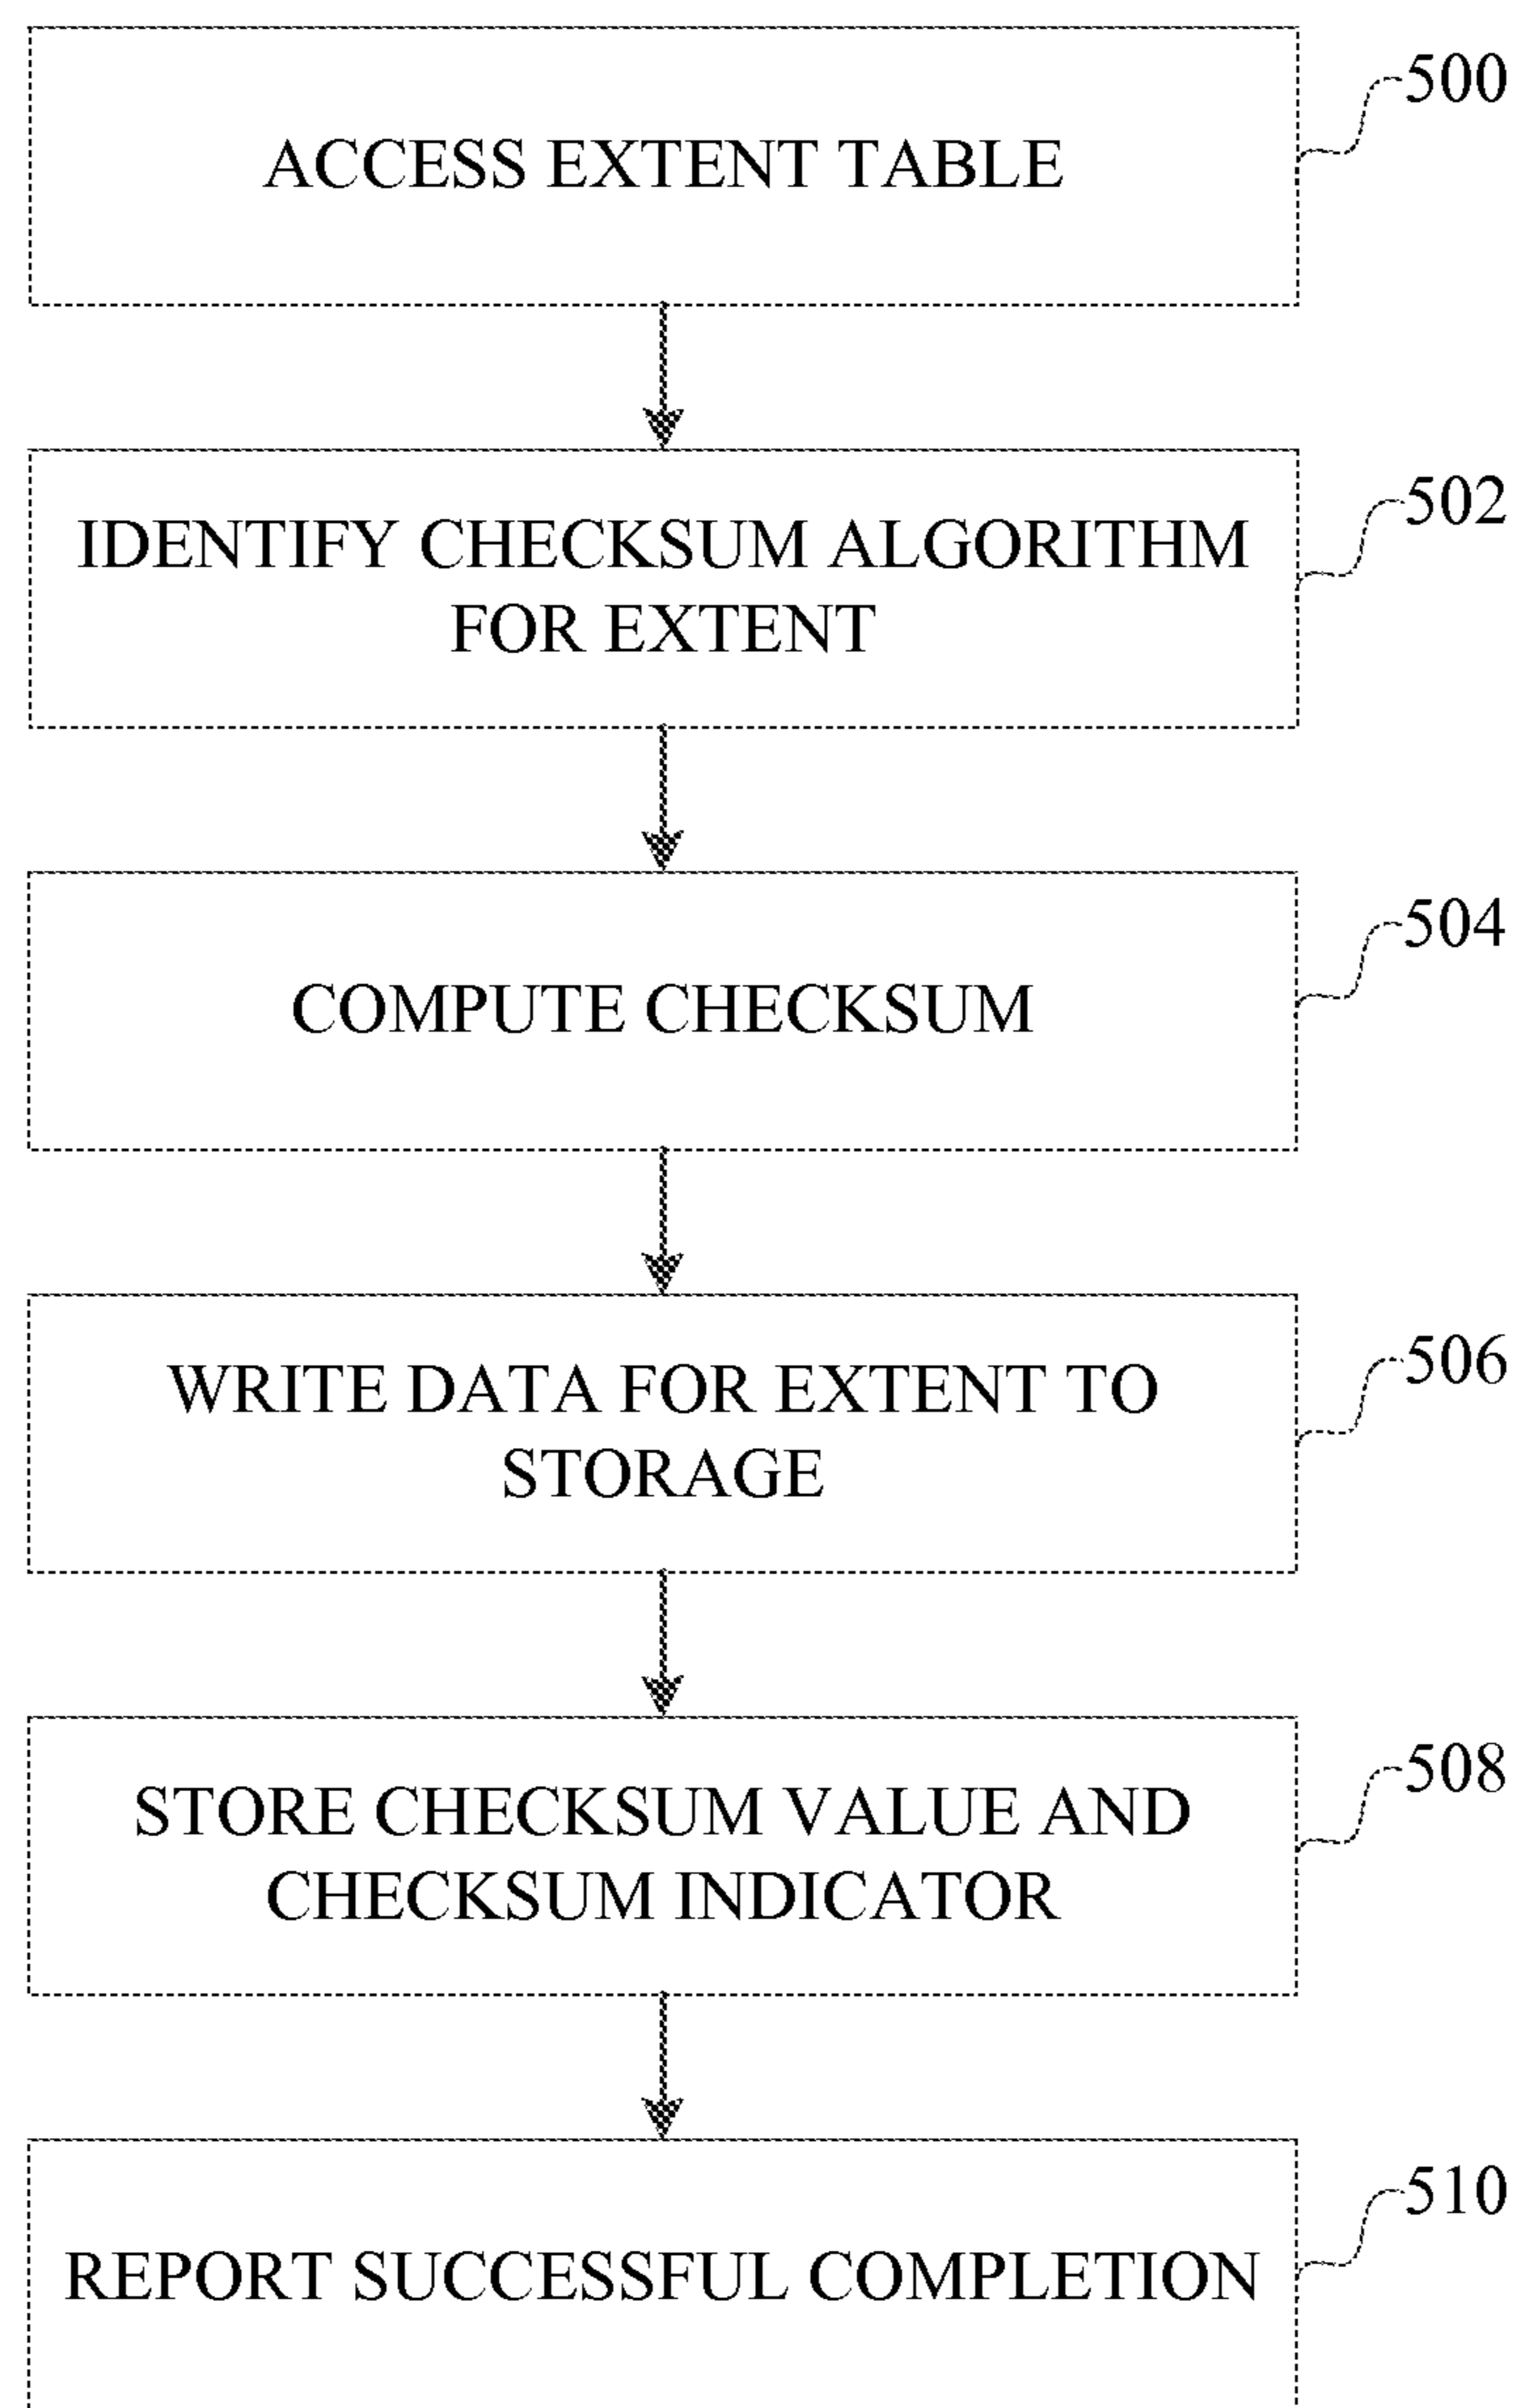 ACCESS EXTENT TABLE
500
IDENTIFY CHECKSUM ALGORITHM
FOR EXTENT
502
COMPUTE CHECKSUM
504
WRITE DATA FOR EXTENT TO
STORAGE
506
STORE CHECKSUM VALUE AND
CHECKSUM INDICATOR
508
REPORT SUCCESSFUL COMPLETION
510